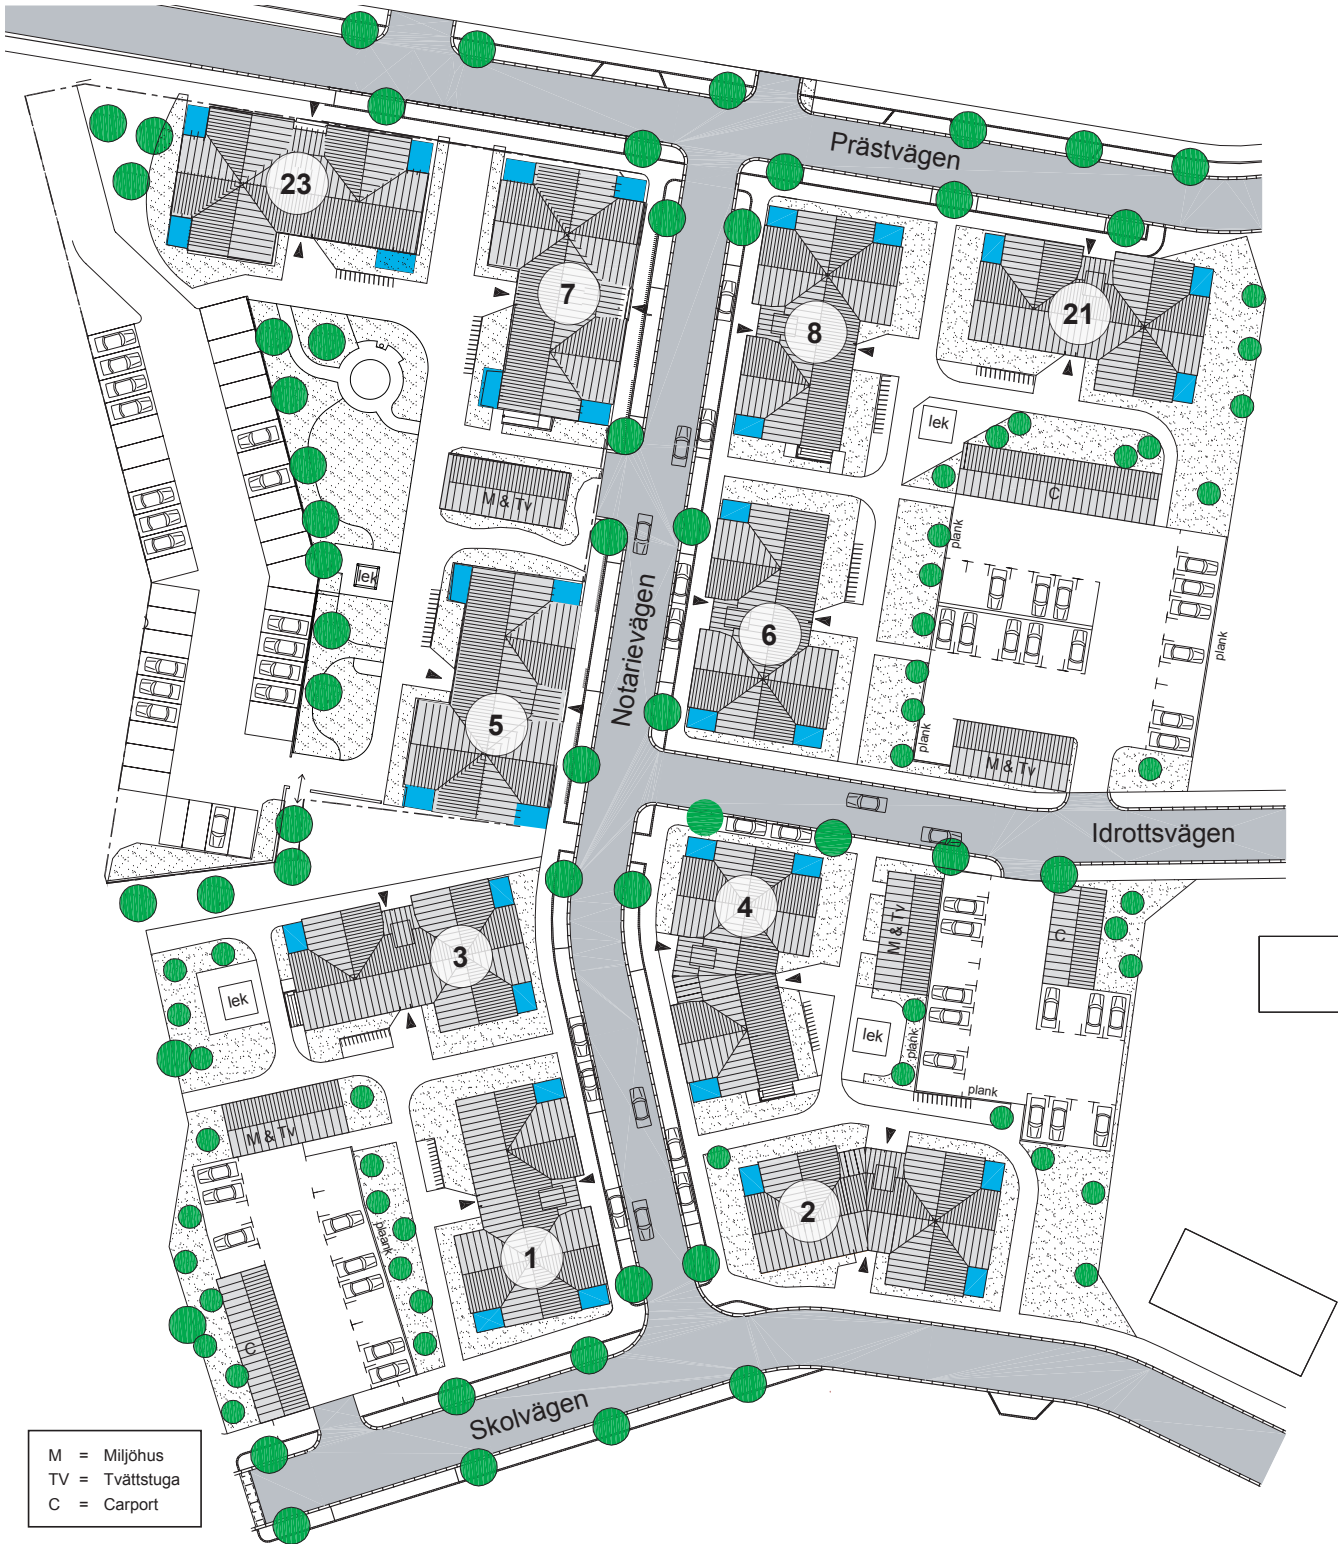 Prästvägen
23
7
8
21
lek
M & Tv
C
plank
lek
Notarievägen
6
plank
5
plank
M & Tv
Idrottsvägen
4
M & Tv
C
3
lek
lek
plank
plank
M & Tv
2
plaank
1
C
Skolvägen
M = Miljöhus
TV = Tvättstuga
C = Carport